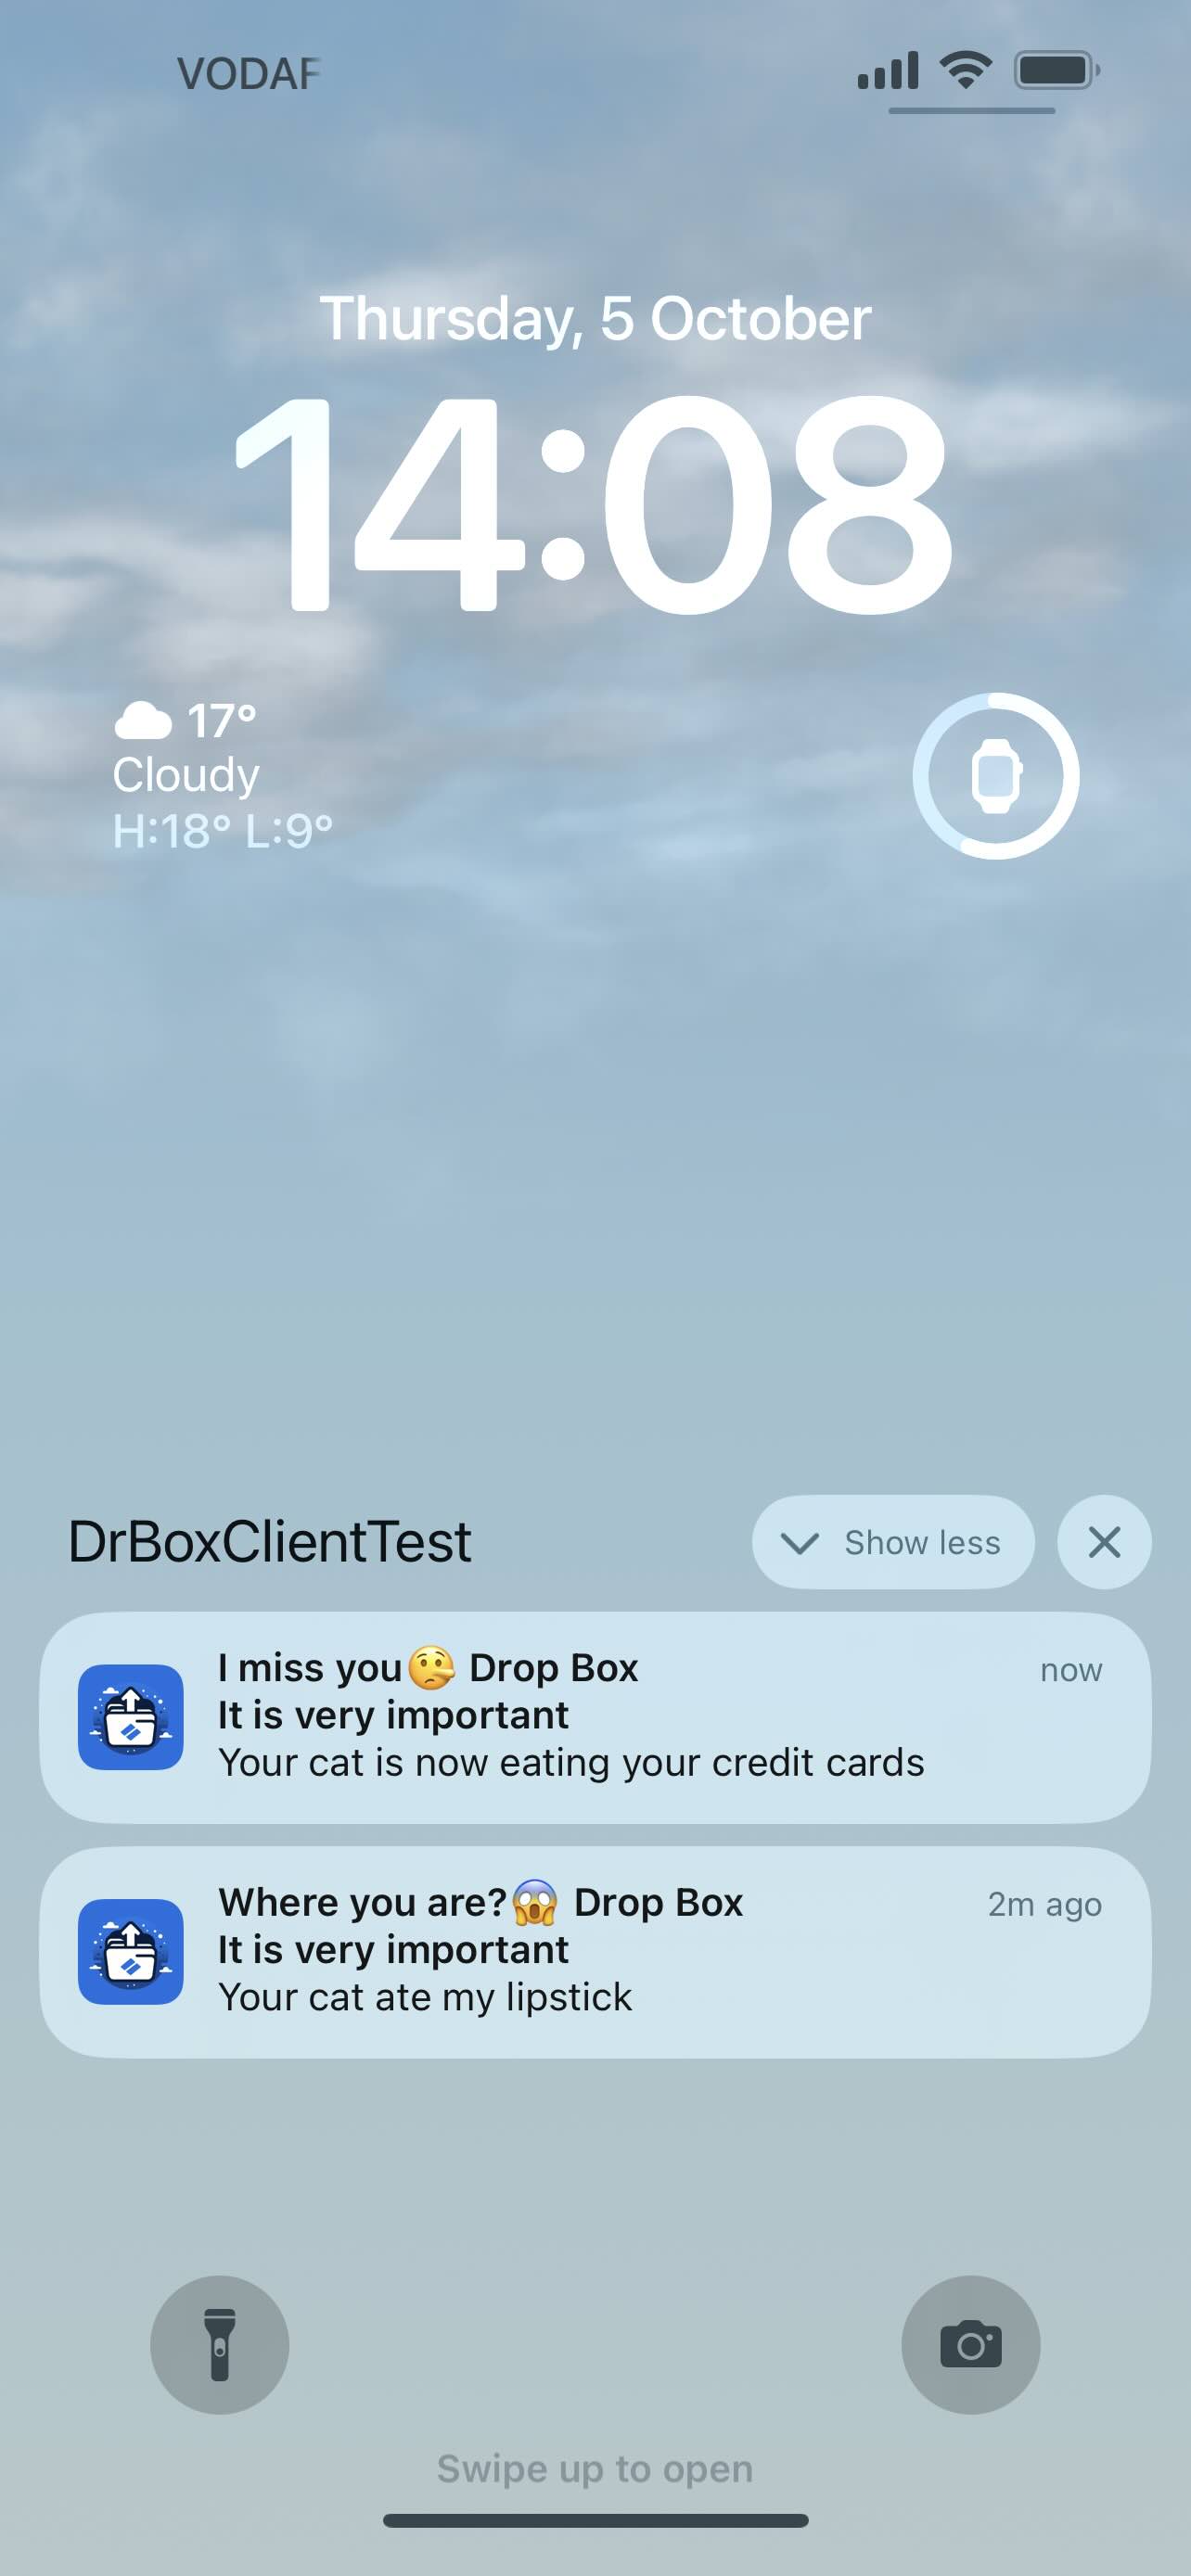 VODAF
Thursday, 5 October
14:08
17°
Cloudy
H:18° L:9°
DrBoxClientTest
Show less
I miss you🤥 Drop Box
now
It is very important
Your cat is now eating your credit cards
Where you are?😱 Drop Box
2m ago
It is very important
Your cat ate my lipstick
Swipe up to open